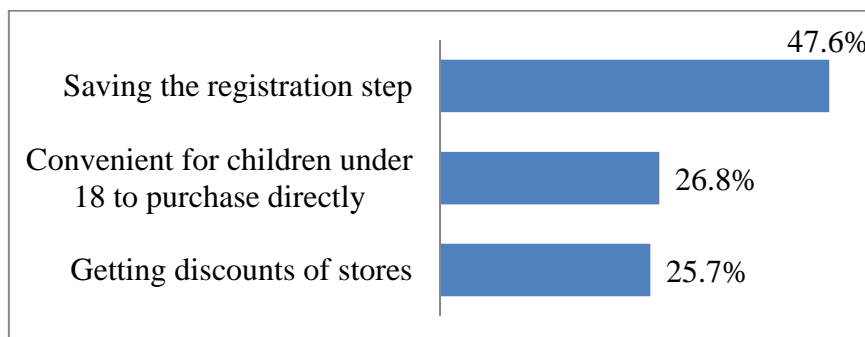 47.6%
Saving the registration step
Convenient for children under
18 to purchase directly
26.8%
Getting discounts of stores
25.7%